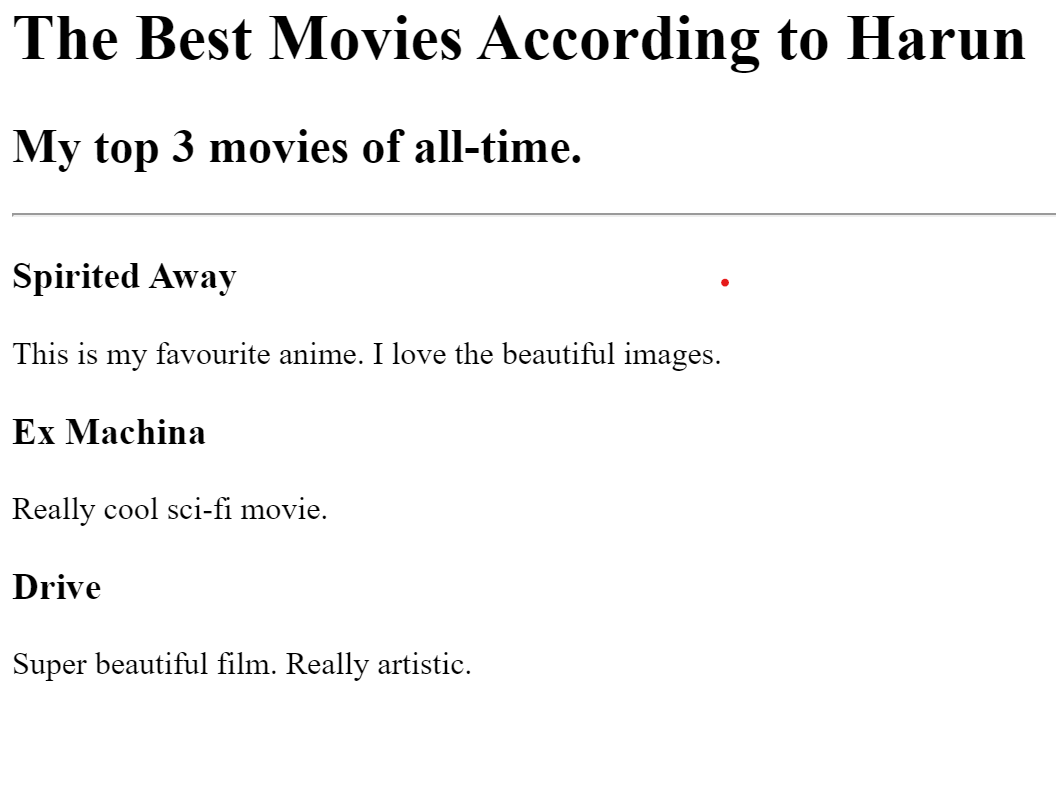 The Best Movies According to Harun
My top 3 movies of all-time.
Spirited Away
This is my favourite anime. I love the beautiful images.
Ex Machina
Really cool sci-fi movie.
Drive
Super beautiful film. Really artistic.